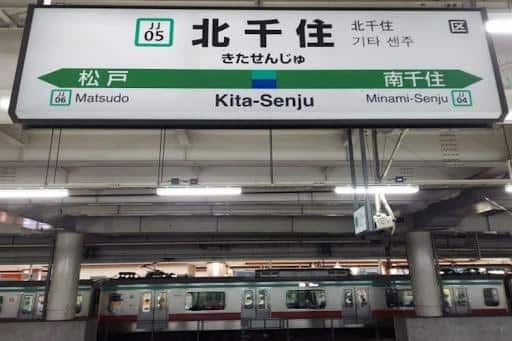 JJ
05
北千住
きたせんじゅ
北千住
기타 센주
松戸
南千住
JJ
06
Matsudo
Kita-Senju
Minami-Senju
JJ
04